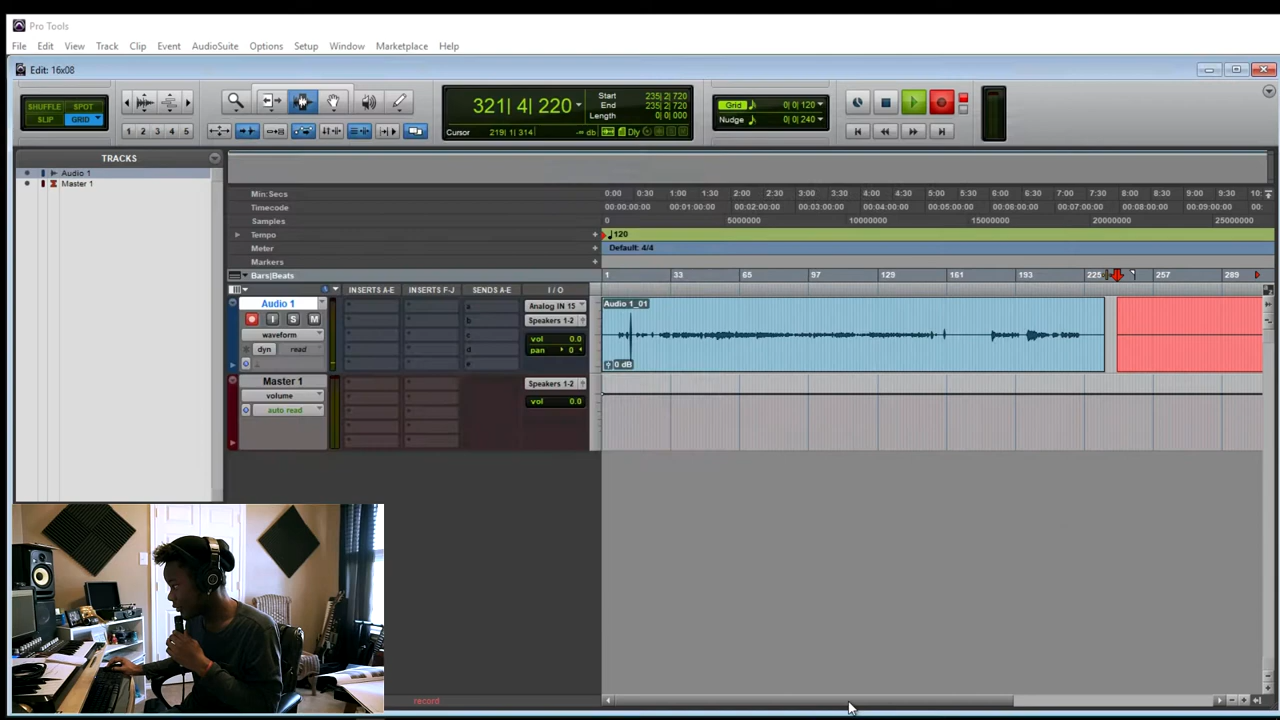 Pro Tools
File Edit View Track Clip Event AudioSuite Options Setup Window Marketplace Help
Edit: 16x08
SHUFFLE SPOT
SLIP GRID
1 2 3 4 5
321| 4| 220
Start 235| 2| 720
End 235| 2| 720
Length 0| 0| 000
Cursor 219| 1| 314 -∞ db Dly
Grid 0| 0| 120
Nudge 0| 0| 240
TRACKS
Audio 1
Master 1
Min:Secs 0:00 0:30 1:00 1:30 2:00 2:30 3:00 3:30 4:00 4:30 5:00 5:30 6:00 6:30 7:00 7:30 8:00 8:30 9:00 9:30 10:
Timecode 00:00:00:00 00:01:00:00 00:02:00:00 00:03:00:00 00:04:00:00 00:05:00:00 00:06:00:00 00:07:00:00 00:08:00:00 00:09:00:00 00:
Samples 0 5000000 10000000 15000000 20000000 25000000
Tempo 120
Meter Default: 4/4
Markers
Bars|Beats 1 33 65 97 129 161 193 225 257 289
INSERTS A-E INSERTS F-J SENDS A-E I / O
Audio 1
I S M
waveform
dyn read
a
b
c
d
e
Analog IN 15
Speakers 1-2
vol 0.0
pan 0
Audio 1_01
0 dB
Master 1
volume
auto read
Speakers 1-2
vol 0.0
record